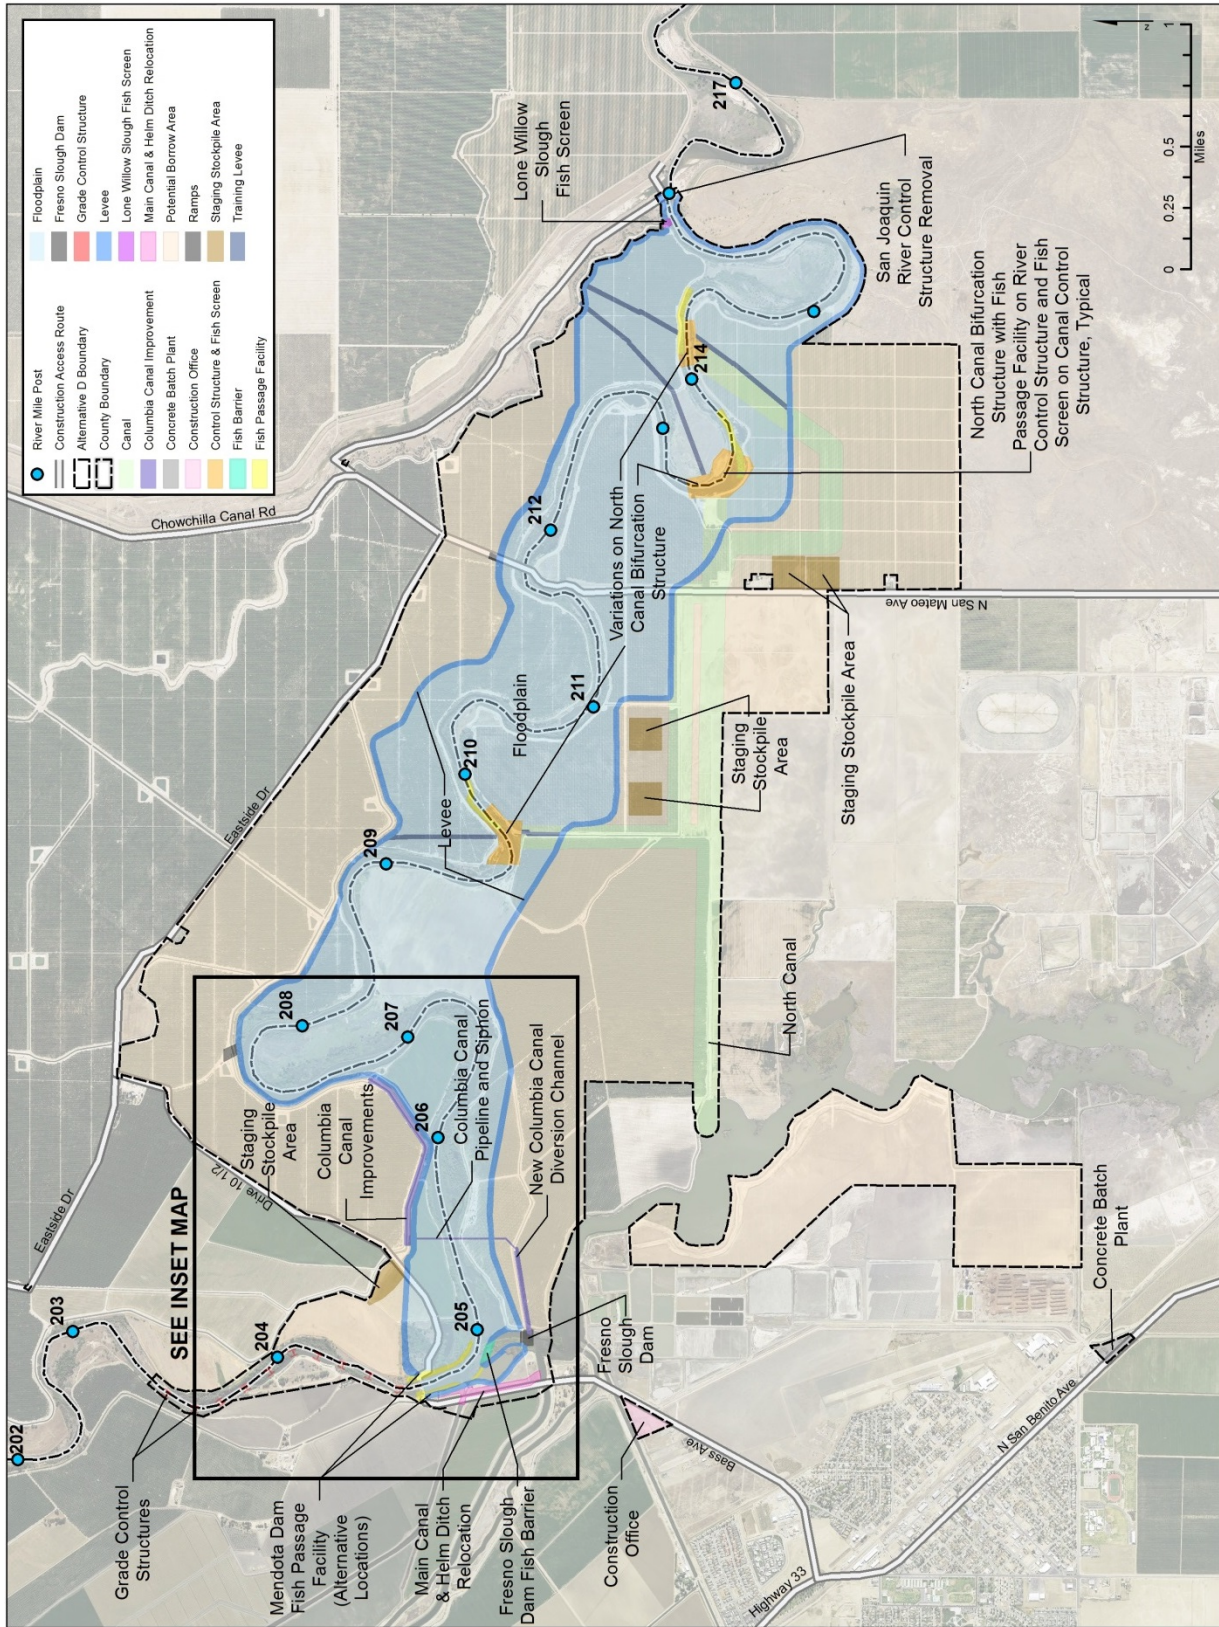 River Mile Post
Construction Access Route
Alternative D Boundary
County Boundary
Canal
Columbia Canal Improvement
Concrete Batch Plant
Construction Office
Control Structure & Fish Screen
Fish Barrier
Fish Passage Facility
Floodplain
Fresno Slough Dam
Grade Control Structure
Levee
Lone Willow Slough Fish Screen
Main Canal & Helm Ditch Relocation
Potential Borrow Area
Ramps
Staging Stockpile Area
Training Levee
202
203
Eastside Dr
Grade Control
Structures
SEE INSET MAP
204
Drive 10 1/2
Staging
Stockpile
Area
208
Columbia
Canal
Improvements
207
206
Columbia Canal
Pipeline and Siphon
New Columbia Canal
Diversion Channel
205
Mendota Dam
Fish Passage
Facility
(Alternative
Locations)
Main Canal
& Helm Ditch
Relocation
Fresno Slough
Dam Fish Barrier
Fresno
Slough
Dam
Construction
Office
Bass Ave
Highway 33
N San Benito Ave
Concrete Batch
Plant
North Canal
Eastside Dr
209
210
Levee
Floodplain
211
212
Chowchilla Canal Rd
Variations on North
Canal Bifurcation
Structure
214
Staging
Stockpile
Area
Staging Stockpile Area
N San Mateo Ave
Lone Willow
Slough
Fish Screen
217
San Joaquin
River Control
Structure Removal
North Canal Bifurcation
Structure with Fish
Passage Facility on River
Control Structure and Fish
Screen on Canal Control
Structure, Typical
z
0
0.25
0.5
1
Miles